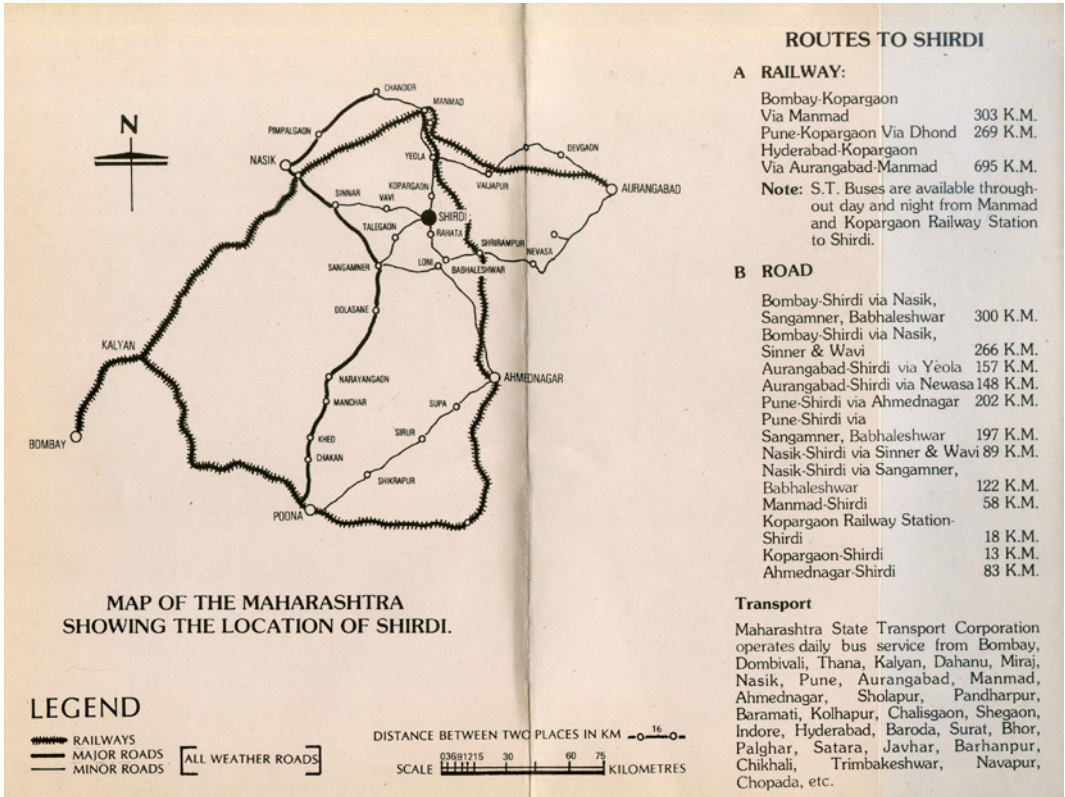 N
CHANDOR
MANMAD
PIMPALGAON
NASIK
YEOLA
DEVGAON
VAIJAPUR
AURANGABAD
KOPARGAON
SINNAR
VAVI
SHIRDI
TALEGAON
RAHATA
SHRIRAMPUR
NEVASA
SANGAMNER
LONI
BABHALESHWAR
DOLASANE
KALYAN
NARAYANGAON
AHMEDNAGAR
MANCHAR
SUPA
BOMBAY
KHED
SIRUR
CHAKAN
SHIKRAPUR
POONA
MAP OF THE MAHARASHTRA
SHOWING THE LOCATION OF SHIRDI.
LEGEND
RAILWAYS
MAJOR ROADS
MINOR ROADS
ALL WEATHER ROADS
DISTANCE BETWEEN TWO PLACES IN KM 16
03691215 30 60 75
SCALE KILOMETRES
ROUTES TO SHIRDI
A RAILWAY:
Bombay-Kopargaon
Via Manmad 303 K.M.
Pune-Kopargaon Via Dhond 269 K.M.
Hyderabad-Kopargaon
Via Aurangabad-Manmad 695 K.M.
Note: S.T. Buses are available through-
out day and night from Manmad
and Kopargaon Railway Station
to Shirdi.
B ROAD
Bombay-Shirdi via Nasik,
Sangamner, Babhaleshwar 300 K.M.
Bombay-Shirdi via Nasik,
Sinner & Wavi 266 K.M.
Aurangabad-Shirdi via Yeola 157 K.M.
Aurangabad-Shirdi via Newasa 148 K.M.
Pune-Shirdi via Ahmednagar 202 K.M.
Pune-Shirdi via
Sangamner, Babhaleshwar 197 K.M.
Nasik-Shirdi via Sinner & Wavi 89 K.M.
Nasik-Shirdi via Sangamner,
Babhaleshwar 122 K.M.
Manmad-Shirdi 58 K.M.
Kopargaon Railway Station-
Shirdi 18 K.M.
Kopargaon-Shirdi 13 K.M.
Ahmednagar-Shirdi 83 K.M.
Transport
Maharashtra State Transport Corporation
operates daily bus service from Bombay,
Dombivali, Thana, Kalyan, Dahanu, Miraj,
Nasik, Pune, Aurangabad, Manmad,
Ahmednagar, Sholapur, Pandharpur,
Baramati, Kolhapur, Chalisgaon, Shegaon,
Indore, Hyderabad, Baroda, Surat, Bhor,
Palghar, Satara, Javhar, Barhanpur,
Chikhali, Trimbakeshwar, Navapur,
Chopada, etc.